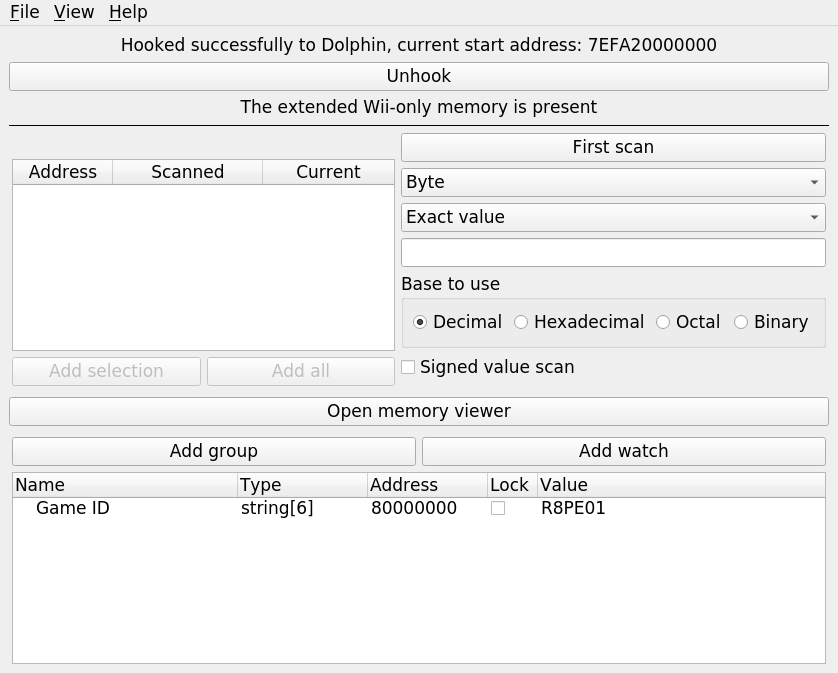 File View Help
Hooked successfully to Dolphin, current start address: 7EFA20000000
Unhook
The extended Wii-only memory is present
Address Scanned Current
First scan
Byte
Exact value
Base to use
Decimal Hexadecimal Octal Binary
Signed value scan
Add selection Add all
Open memory viewer
Add group Add watch
Name Type Address Lock Value
Game ID string[6] 80000000 R8PE01